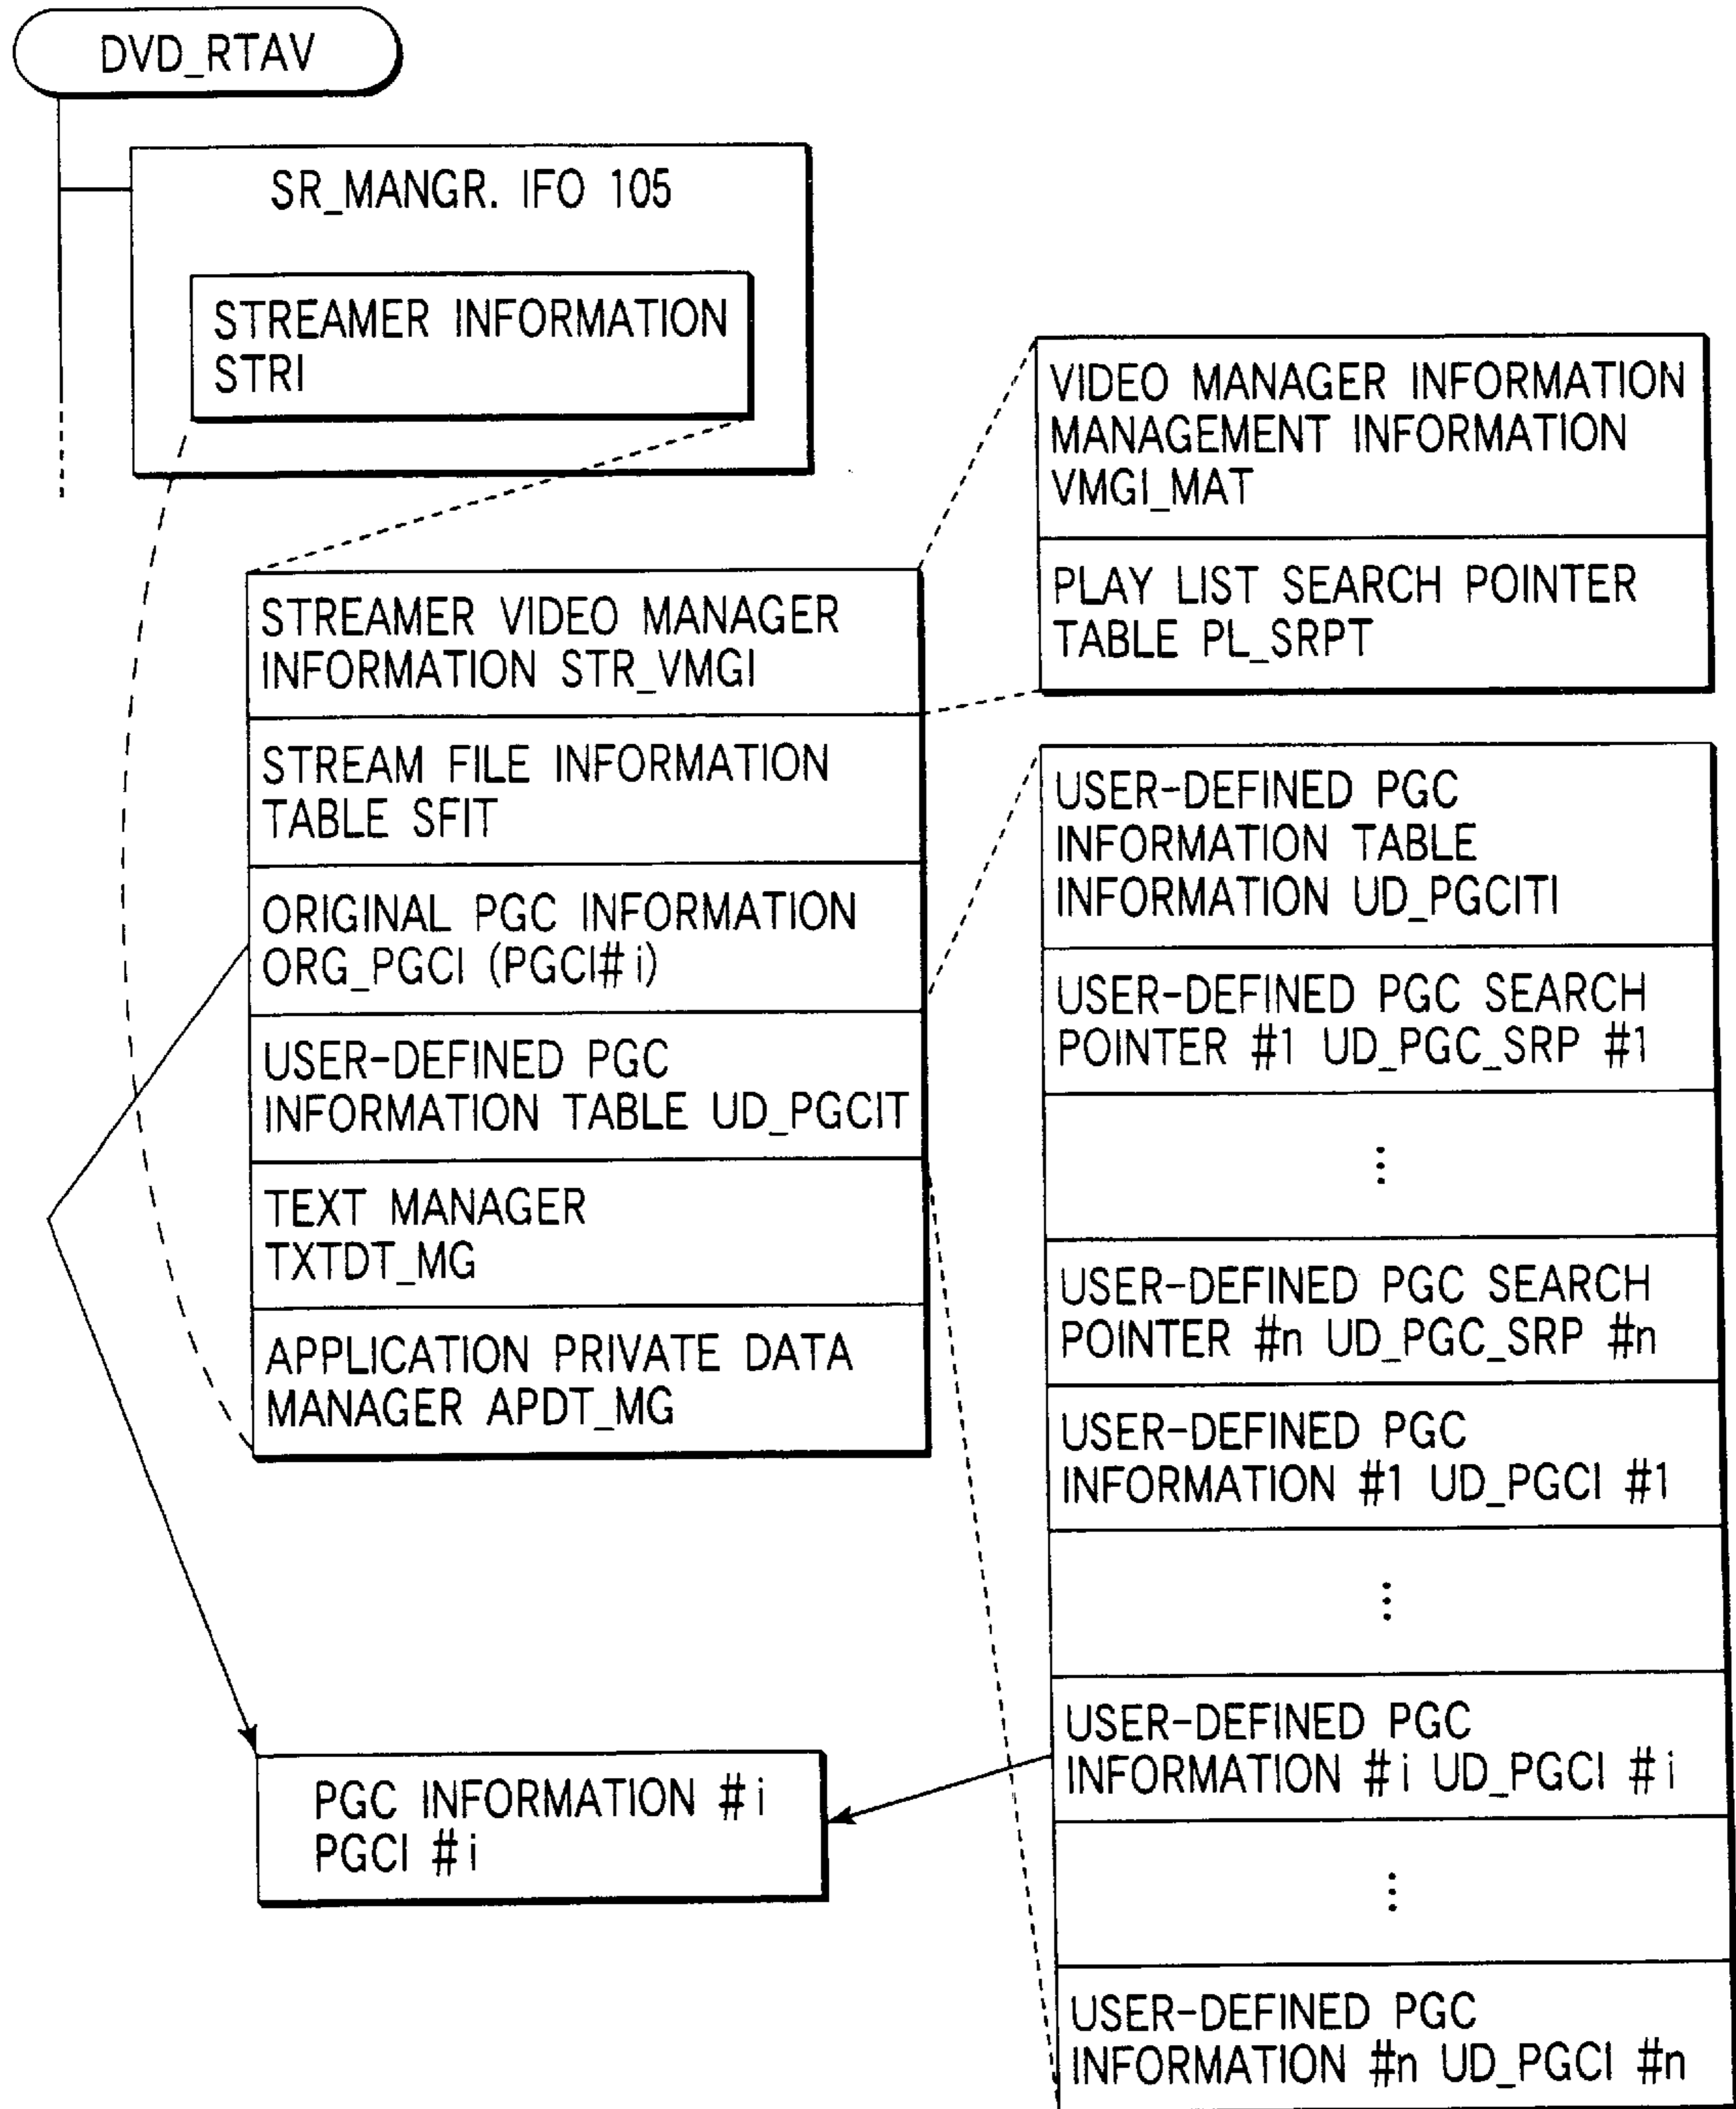 DVD_RTAV
SR_MANGR. IFO 105
STREAMER INFORMATION
STRI
STREAMER VIDEO MANAGER
INFORMATION STR_VMGI
STREAM FILE INFORMATION
TABLE SFIT
ORIGINAL PGC INFORMATION
ORG_PGCI (PGCI#i)
USER-DEFINED PGC
INFORMATION TABLE UD_PGCIT
TEXT MANAGER
TXTDT_MG
APPLICATION PRIVATE DATA
MANAGER APDT_MG
PGC INFORMATION #i
PGCI #i
VIDEO MANAGER INFORMATION
MANAGEMENT INFORMATION
VMGI_MAT
PLAY LIST SEARCH POINTER
TABLE PL_SRPT
USER-DEFINED PGC
INFORMATION TABLE
INFORMATION UD_PGCITI
USER-DEFINED PGC SEARCH
POINTER #1 UD_PGC_SRP #1
⋮
USER-DEFINED PGC SEARCH
POINTER #n UD_PGC_SRP #n
USER-DEFINED PGC
INFORMATION #1 UD_PGCI #1
⋮
USER-DEFINED PGC
INFORMATION #i UD_PGCI #i
⋮
USER-DEFINED PGC
INFORMATION #n UD_PGCI #n